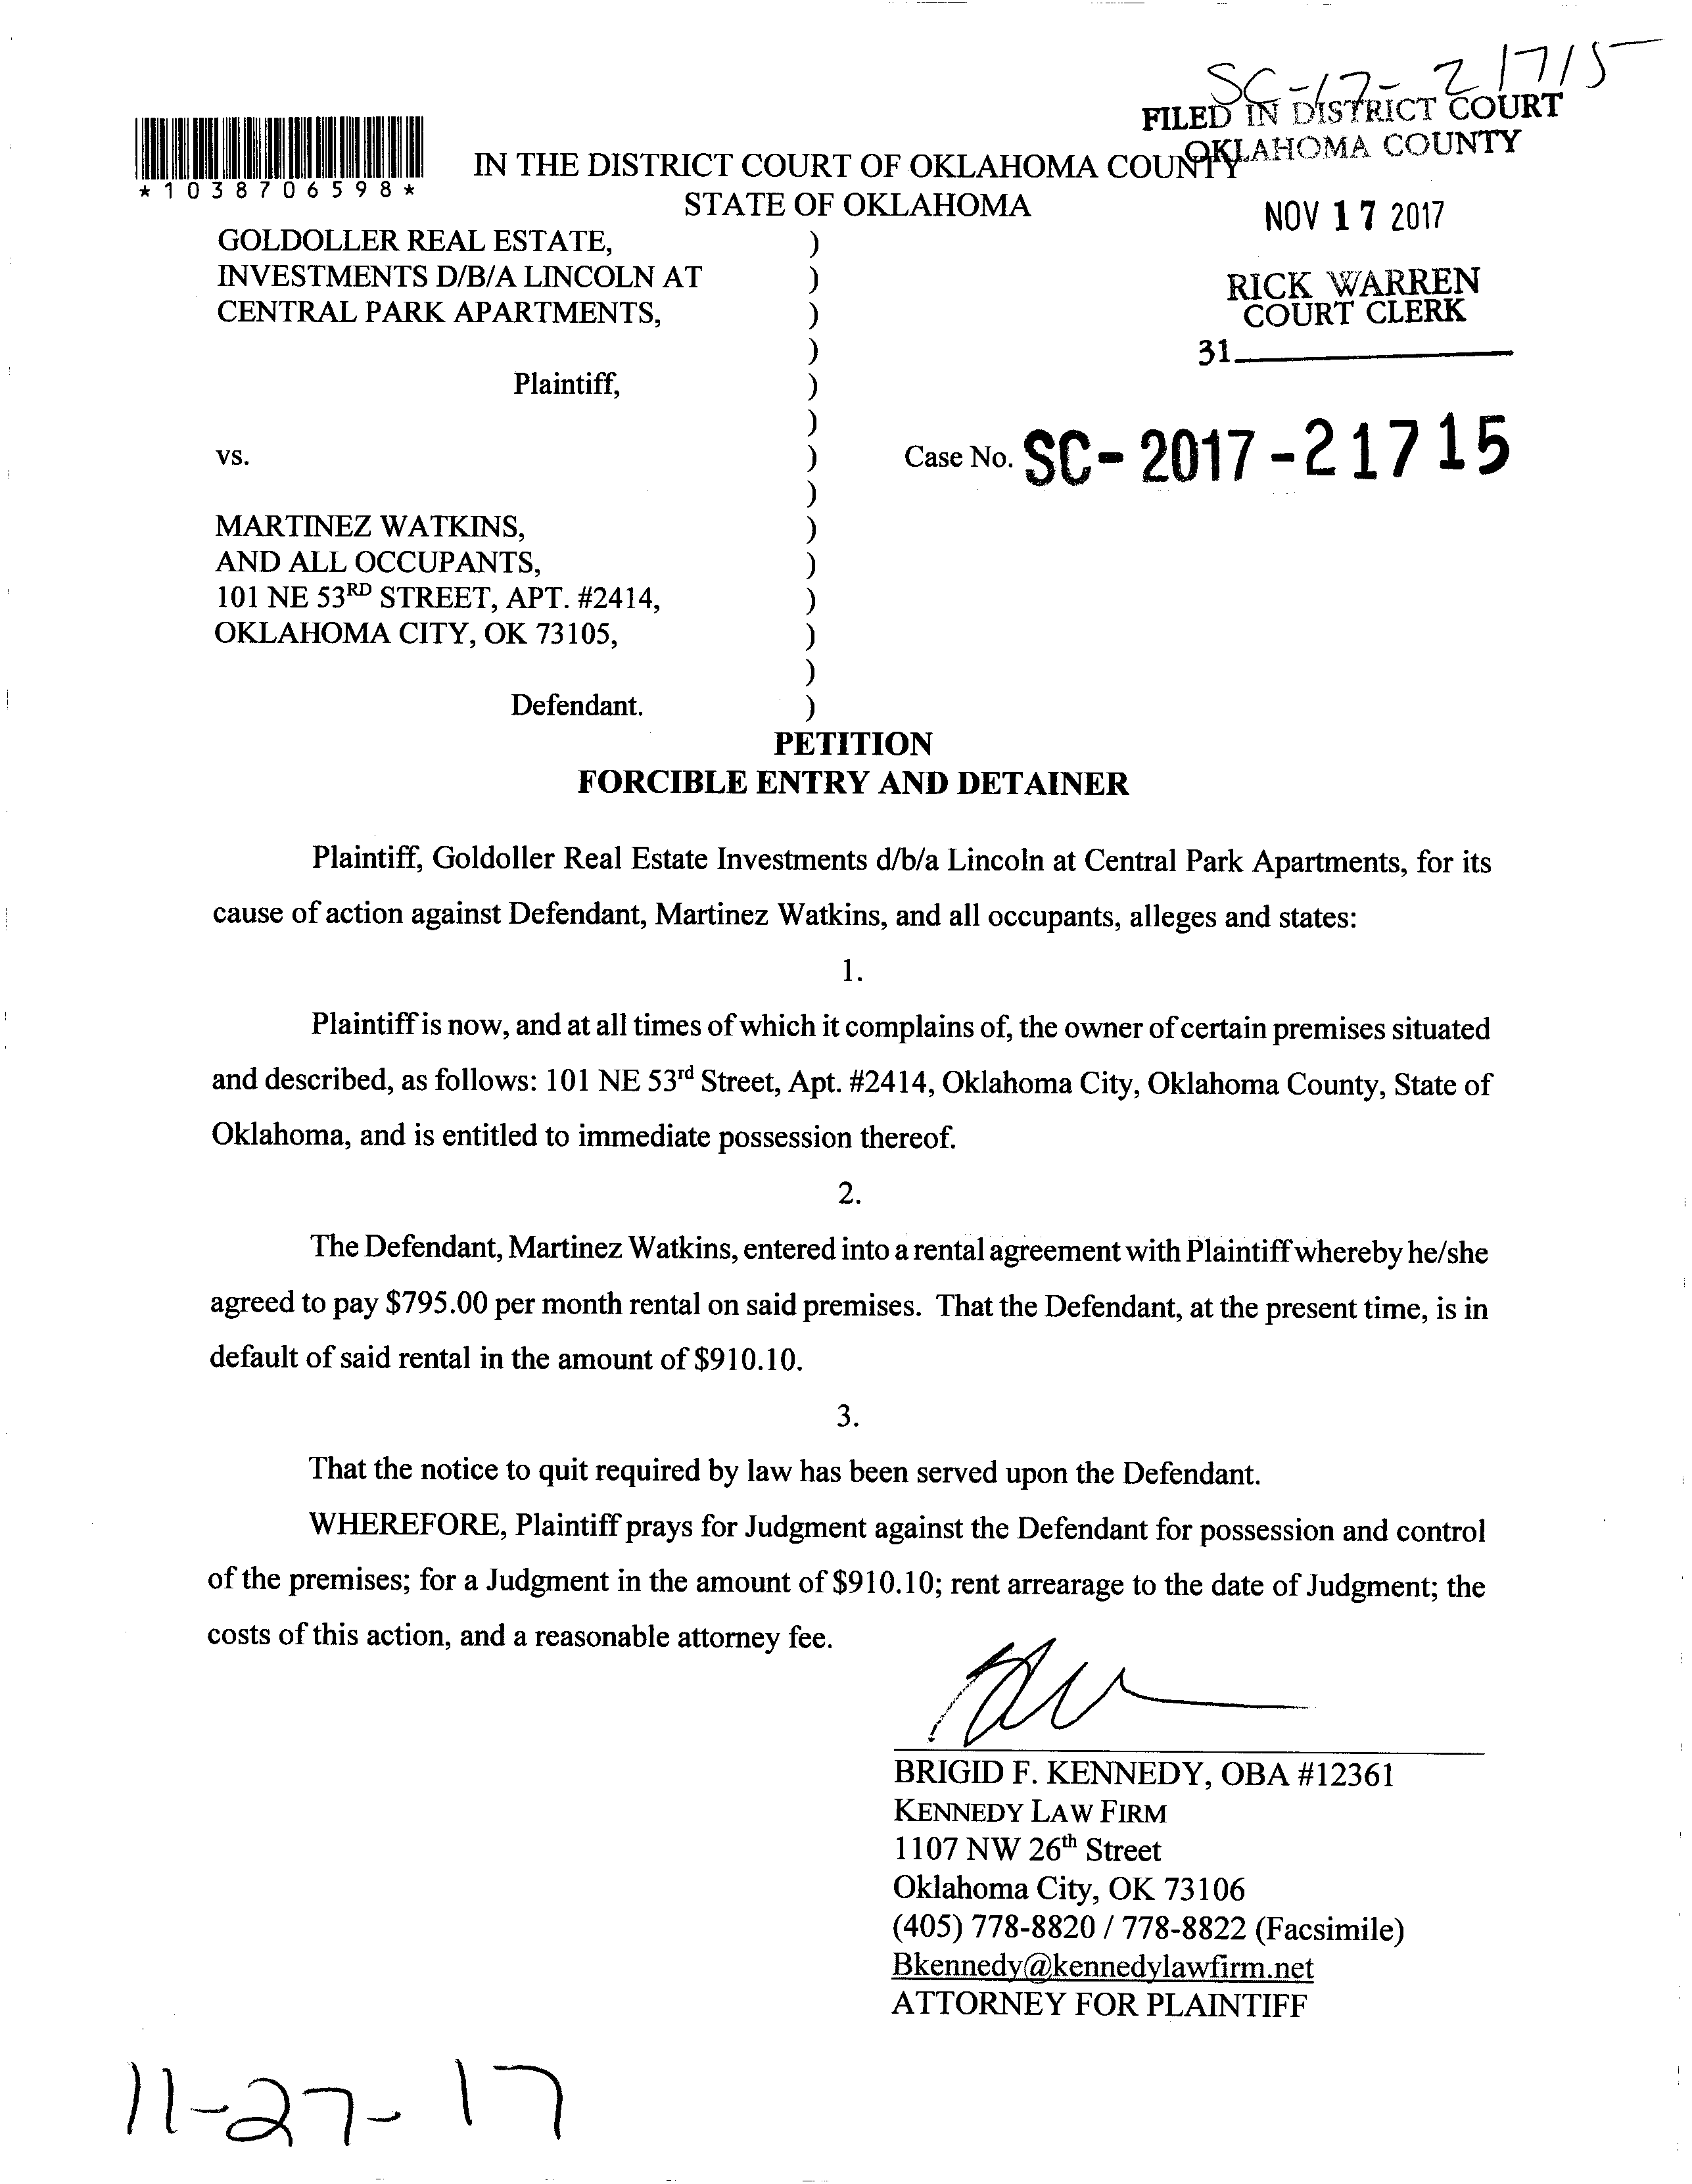 SC-17-21715
FILED IN DISTRICT COURT
OKLAHOMA COUNTY
*1038706598*
IN THE DISTRICT COURT OF OKLAHOMA COUNTY
STATE OF OKLAHOMA
NOV 17 2017
GOLDOLLER REAL ESTATE, )
INVESTMENTS D/B/A LINCOLN AT )
CENTRAL PARK APARTMENTS, )
RICK WARREN
COURT CLERK
)
31
Plaintiff, )
)
vs. ) Case No. SC-2017-21715
)
MARTINEZ WATKINS, )
AND ALL OCCUPANTS, )
101 NE 53RD STREET, APT. #2414, )
OKLAHOMA CITY, OK 73105, )
)
Defendant. )
PETITION
FORCIBLE ENTRY AND DETAINER
Plaintiff, Goldoller Real Estate Investments d/b/a Lincoln at Central Park Apartments, for its
cause of action against Defendant, Martinez Watkins, and all occupants, alleges and states:
1.
Plaintiff is now, and at all times of which it complains of, the owner of certain premises situated
and described, as follows: 101 NE 53rd Street, Apt. #2414, Oklahoma City, Oklahoma County, State of
Oklahoma, and is entitled to immediate possession thereof.
2.
The Defendant, Martinez Watkins, entered into a rental agreement with Plaintiff whereby he/she
agreed to pay $795.00 per month rental on said premises. That the Defendant, at the present time, is in
default of said rental in the amount of $910.10.
3.
That the notice to quit required by law has been served upon the Defendant.
WHEREFORE, Plaintiff prays for Judgment against the Defendant for possession and control
of the premises; for a Judgment in the amount of $910.10; rent arrearage to the date of Judgment; the
costs of this action, and a reasonable attorney fee.
BRIGID F. KENNEDY, OBA #12361
KENNEDY LAW FIRM
1107 NW 26th Street
Oklahoma City, OK 73106
(405) 778-8820 / 778-8822 (Facsimile)
Bkennedy@kennedylawfirm.net
ATTORNEY FOR PLAINTIFF
11-27-17